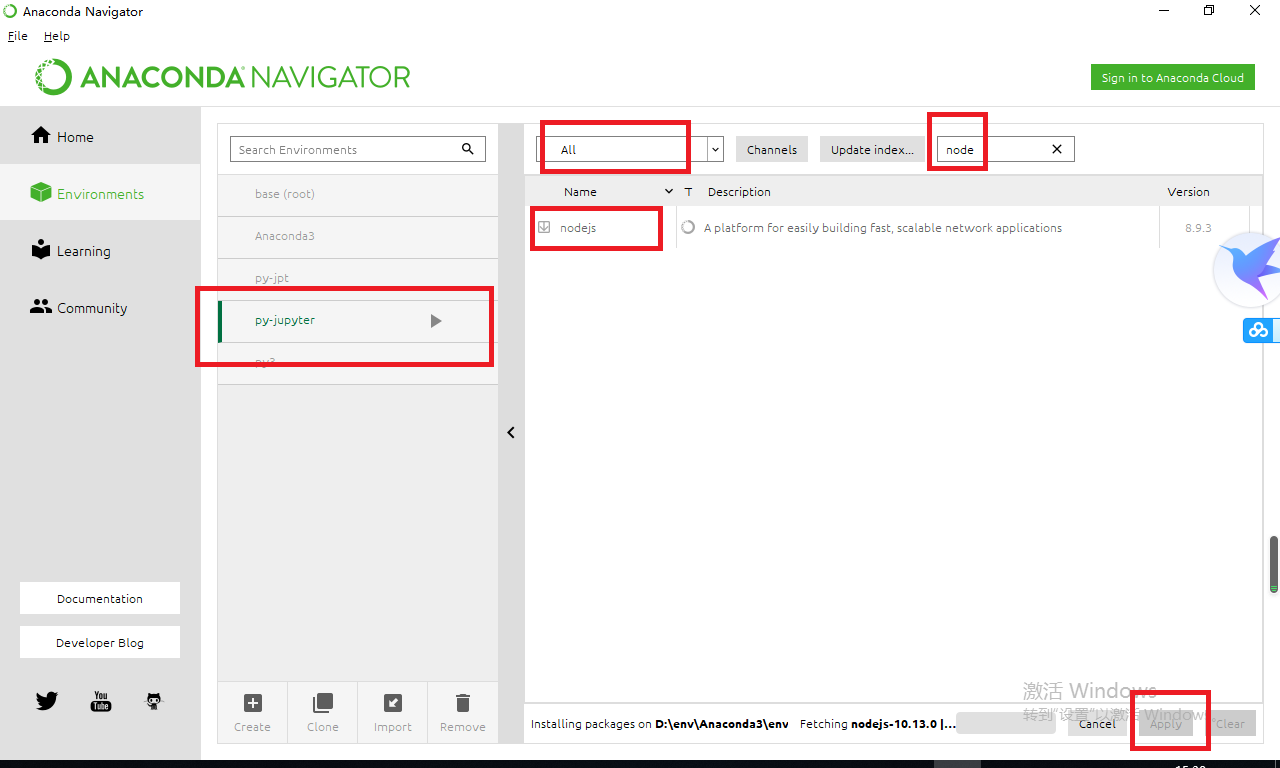 Anaconda Navigator
File Help
ANACONDA NAVIGATOR
Sign in to Anaconda Cloud
Home
Environments
Learning
Community
Documentation
Developer Blog
You Tube
Search Environments
base (root)
Anaconda3
py-jpt
py-jupyter
py3
Create Clone Import Remove
All Channels Update index... node
Name T Description Version
nodejs A platform for easily building fast, scalable network applications 8.9.3
激活 Windows
转到"设置"以激活 Windows。
Installing packages on D:\env\Anaconda3\env Fetching nodejs-10.13.0 |... Cancel Apply Clear